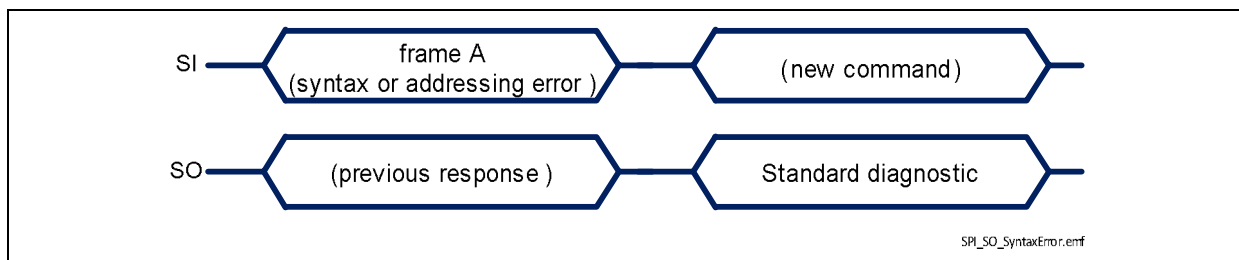 SI
frame A
(syntax or addressing error )
(new command)
SO
(previous response )
Standard diagnostic
SPI_SO_SyntaxError.emf